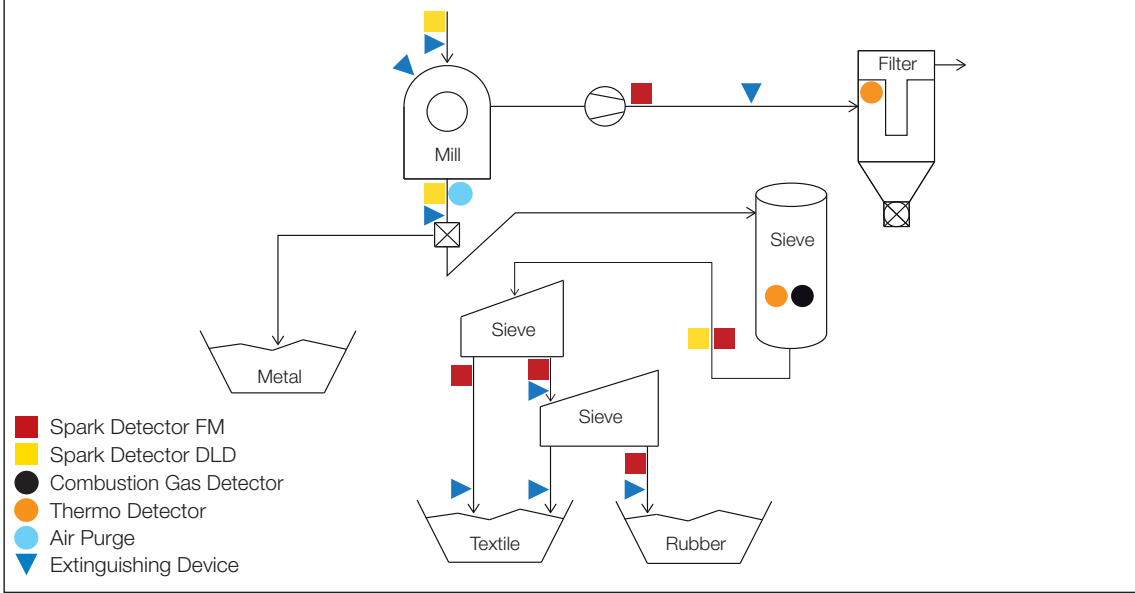 Filter
Mill
Sieve
Sieve
Metal
Sieve
Spark Detector FM
Spark Detector DLD
Combustion Gas Detector
Thermo Detector
Air Purge
Extinguishing Device
Textile
Rubber